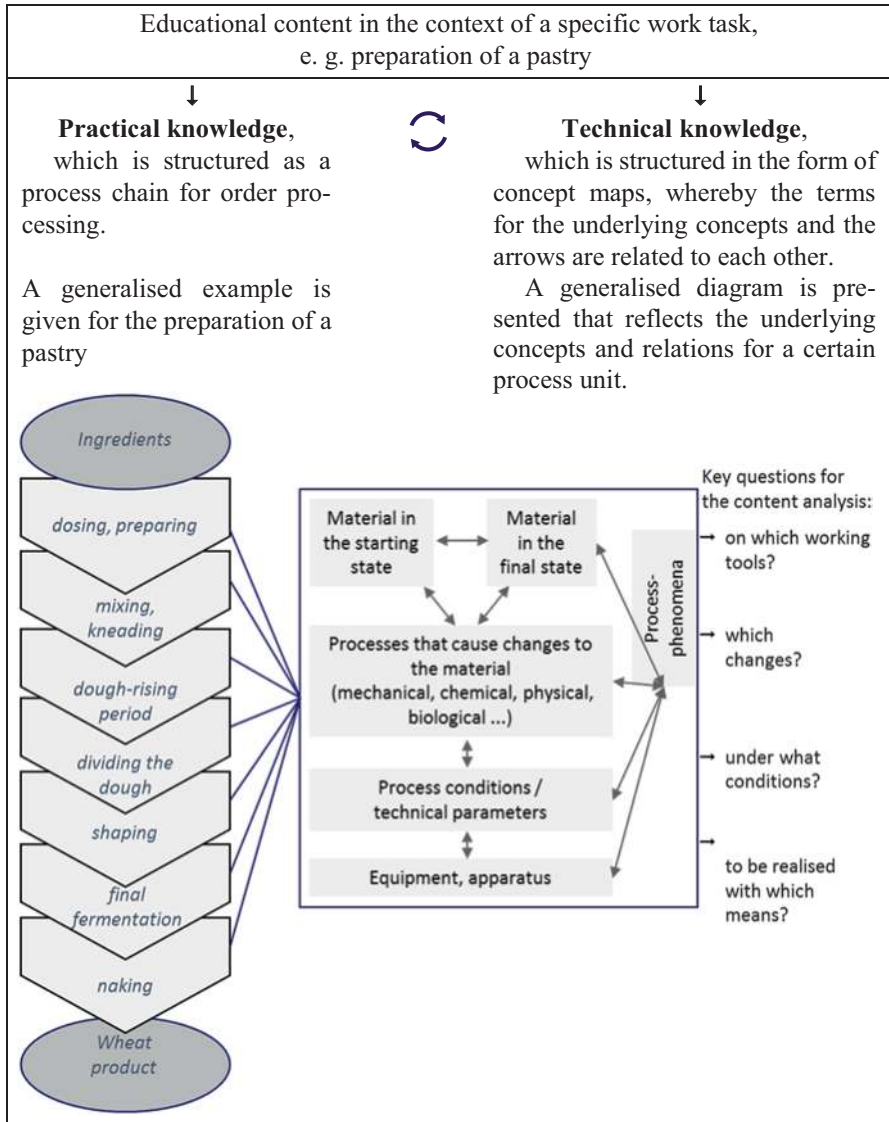 Educational content in the context of a specific work task,
e. g. preparation of a pastry
↓
Practical knowledge,
which is structured as a
process chain for order pro-
cessing.
A generalised example is
given for the preparation of a
pastry
↓
Technical knowledge,
which is structured in the form of
concept maps, whereby the terms
for the underlying concepts and the
arrows are related to each other.
A generalised diagram is pre-
sented that reflects the underlying
concepts and relations for a certain
process unit.
Ingredients
dosing, preparing
mixing,
kneading
dough-rising
period
dividing the
dough
shaping
final
fermentation
naking
Wheat
product
Material in
the starting
state
Material
in the
final state
Process-
phenomena
Processes that cause changes to
the material
(mechanical, chemical, physical,
biological ...)
Process conditions /
technical parameters
Equipment, apparatus
Key questions for
the content analysis:
→ on which working
tools?
→ which
changes?
→ under what
conditions?
→ to be realised
with which
means?